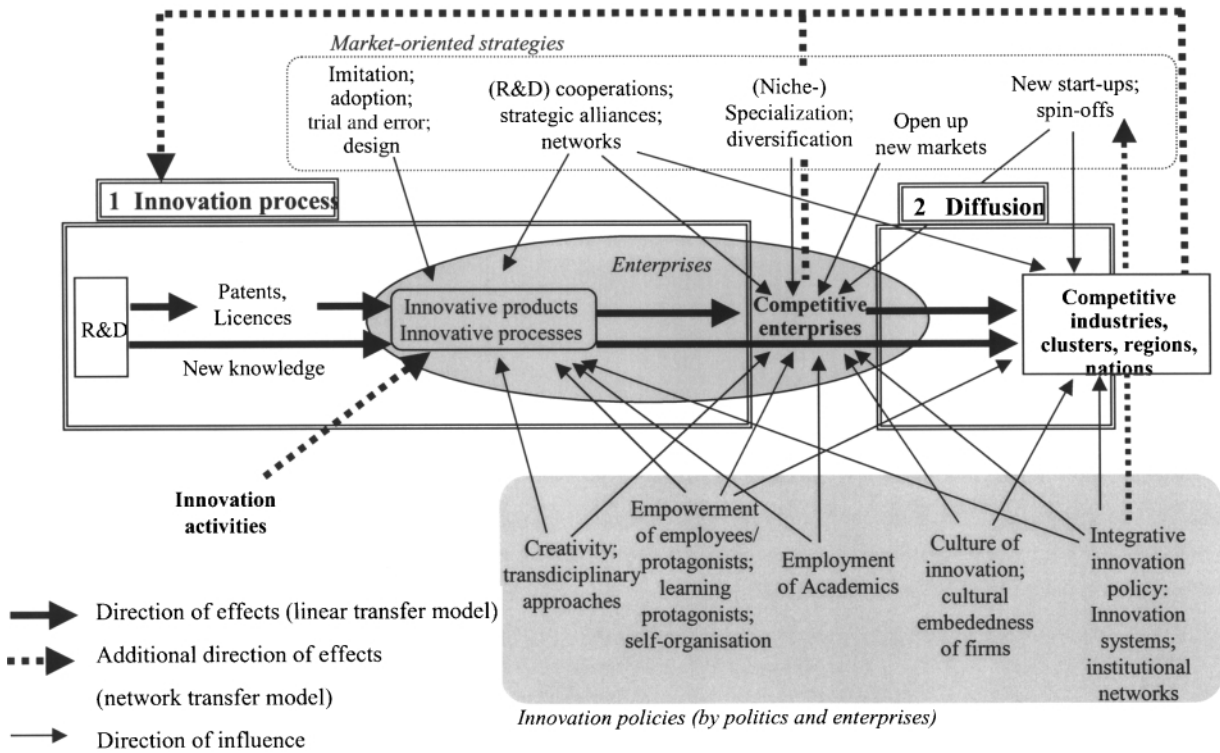 Market-oriented strategies
Imitation;
adoption;
trial and error;
design
(R&D) cooperations;
strategic alliances;
networks
(Niche-)
Specialization;
diversification
Open up
new markets
New start-ups;
spin-offs
1 Innovation process
2 Diffusion
Enterprises
R&D
Patents,
Licences
New knowledge
Innovative products
Innovative processes
Competitive
enterprises
Competitive
industries,
clusters, regions,
nations
Innovation
activities
Creativity;
transdiciplinary
approaches
Empowerment
of employees/
protagonists;
learning
protagonists;
self-organisation
Employment
of Academics
Culture of
innovation;
cultural
embededness
of firms
Integrative
innovation
policy:
Innovation
systems;
institutional
networks
Innovation policies (by politics and enterprises)
Direction of effects (linear transfer model)
Additional direction of effects
(network transfer model)
Direction of influence